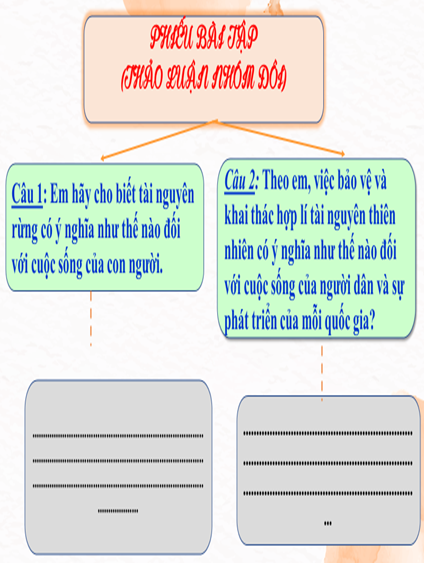 PHIẾU BÀI TẬP
(THẢO LUẬN NHÓM ĐÔI)
Câu 1: Em hãy cho biết tài nguyên
rừng có ý nghĩa như thế nào đối
với cuộc sống của con người.
Câu 2: Theo em, việc bảo vệ và
khai thác hợp lí tài nguyên thiên
nhiên có ý nghĩa như thế nào đối
với cuộc sống của người dân và sự
phát triển của mỗi quốc gia?